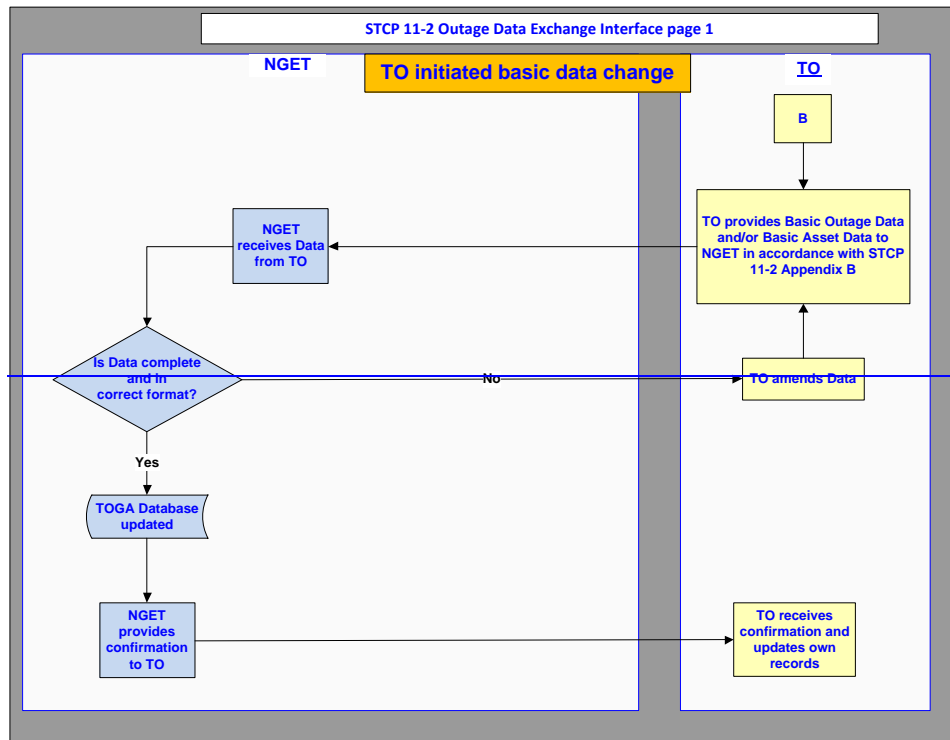 STCP 11-2 Outage Data Exchange Interface page 1
NGET
TO initiated basic data change
TO
B
NGET
receives Data
from TO
TO provides Basic Outage Data
and/or Basic Asset Data to
NGET in accordance with STCP
11-2 Appendix B
Is Data complete
and in
correct format?
No
TO amends Data
Yes
TOGA Database
updated
NGET
provides
confirmation
to TO
TO receives
confirmation and
updates own
records